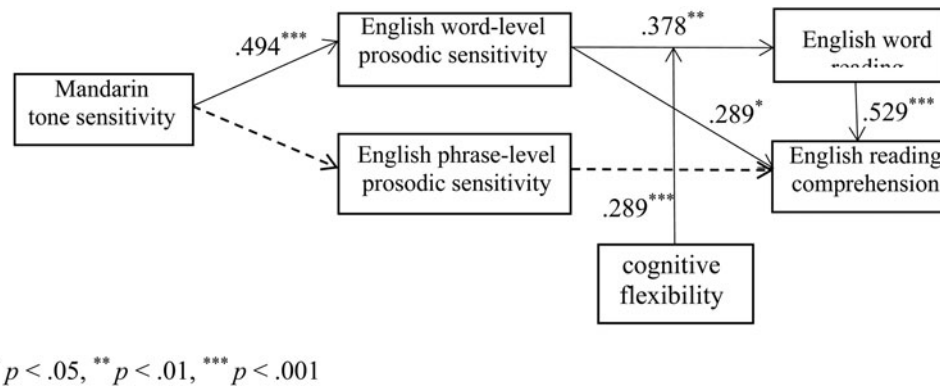 .494***
English word-level
prosodic sensitivity
.378**
English word
Mandarin
tone sensitivity
.289*
.529***
English phrase-level
prosodic sensitivity
English reading
comprehension
.289***
cognitive
flexibility
p < .05, ** p < .01, *** p < .001